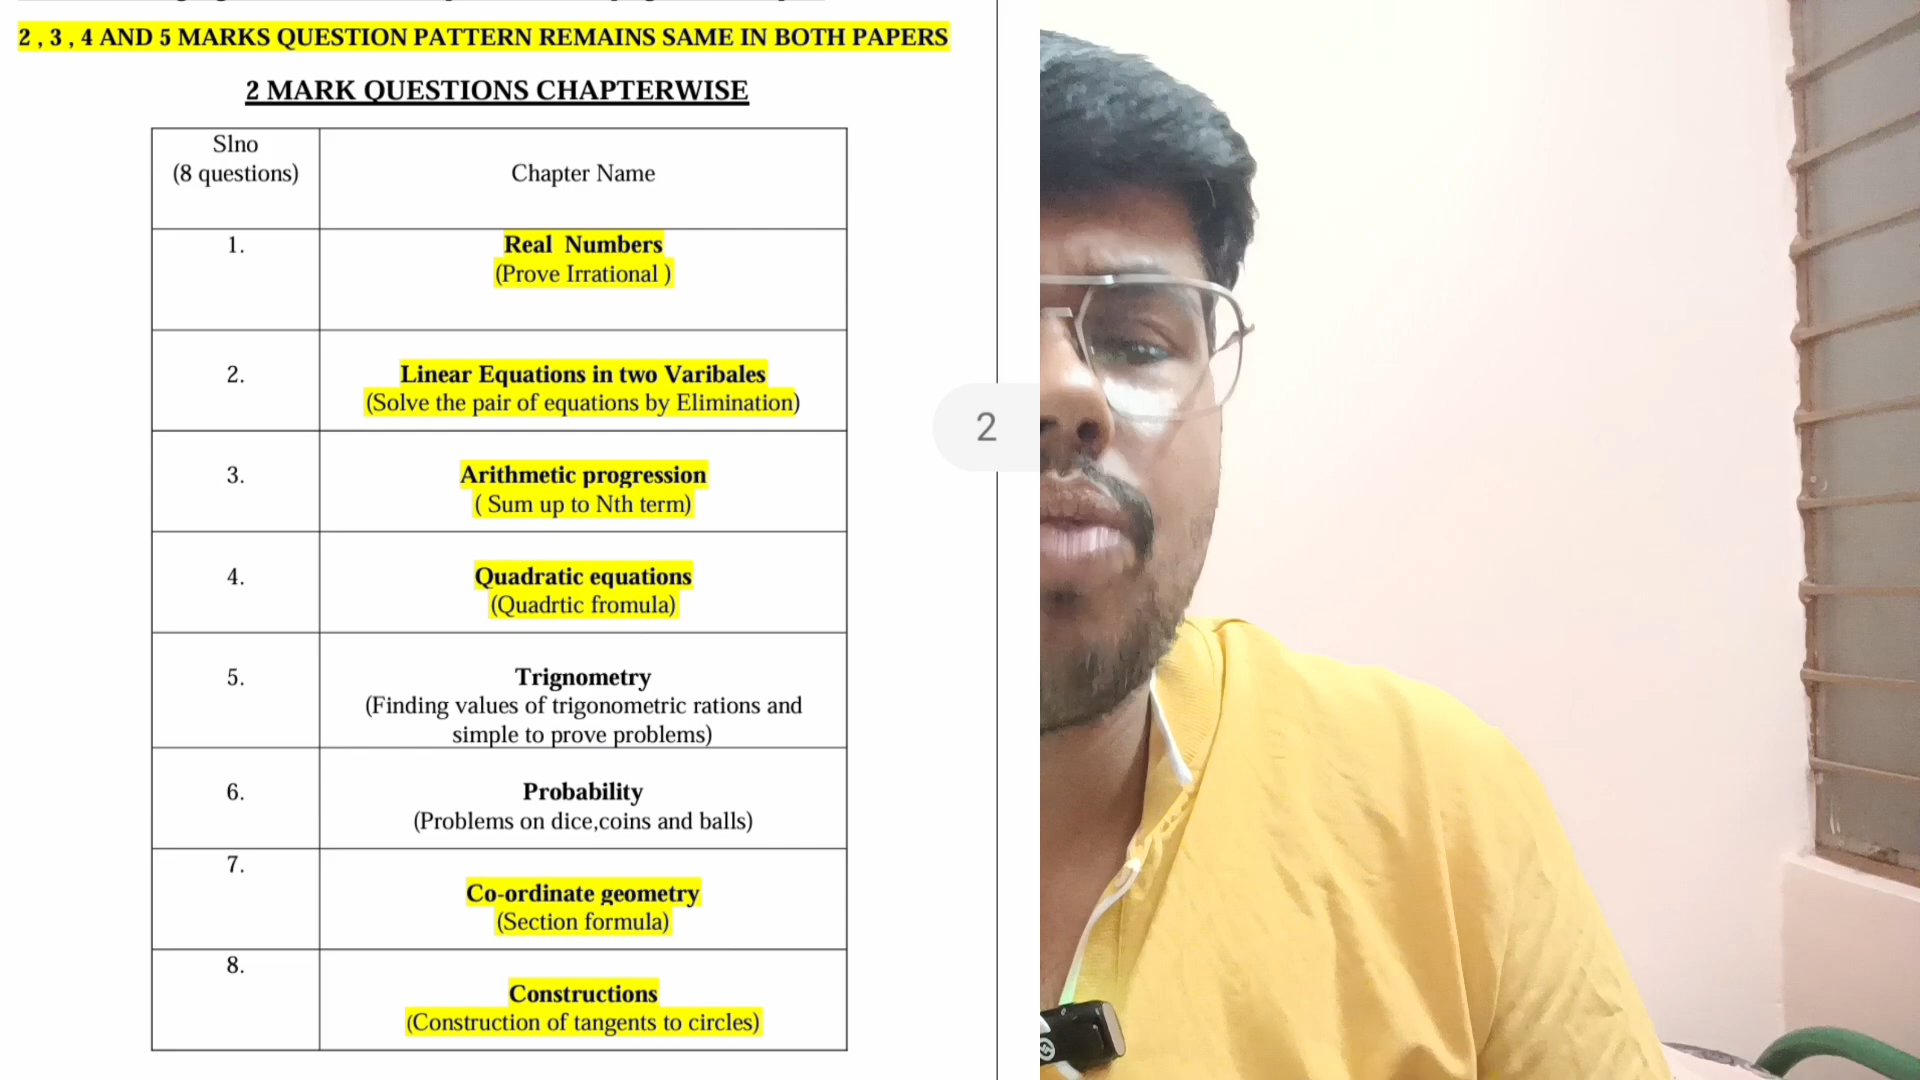 2 , 3 , 4 AND 5 MARKS QUESTION PATTERN REMAINS SAME IN BOTH PAPERS
2 MARK QUESTIONS CHAPTERWISE
Slno
(8 questions)
Chapter Name
1.
Real Numbers
(Prove Irrational )
2.
Linear Equations in two Varibales
(Solve the pair of equations by Elimination)
3.
Arithmetic progression
( Sum up to Nth term)
4.
Quadratic equations
(Quadrtic fromula)
5.
Trignometry
(Finding values of trigonometric rations and
simple to prove problems)
6.
Probability
(Problems on dice,coins and balls)
7.
Co-ordinate geometry
(Section formula)
8.
Constructions
(Construction of tangents to circles)
2